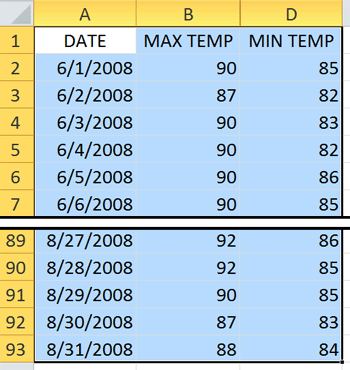 A B D
1 DATE MAX TEMP MIN TEMP
2 6/1/2008 90 85
3 6/2/2008 87 82
4 6/3/2008 90 83
5 6/4/2008 90 82
6 6/5/2008 90 86
7 6/6/2008 90 85
89 8/27/2008 92 86
90 8/28/2008 92 85
91 8/29/2008 90 85
92 8/30/2008 87 83
93 8/31/2008 88 84